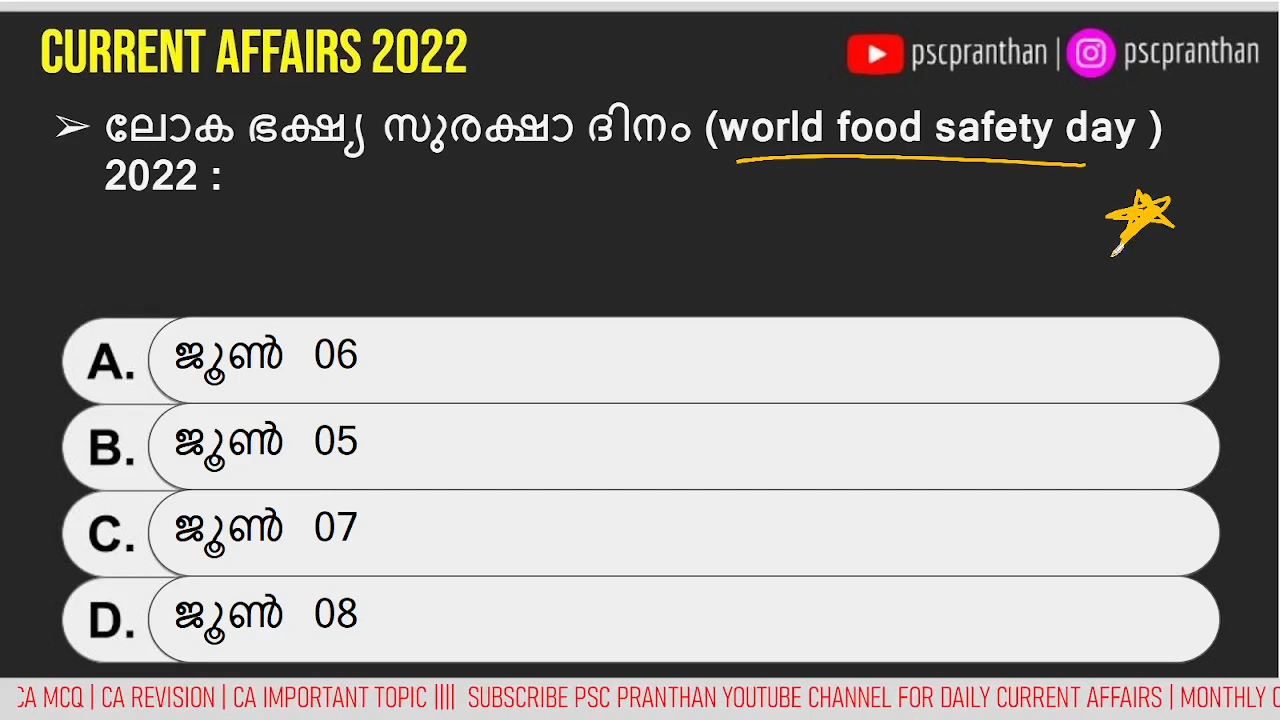 CURRENT AFFAIRS 2022
pscpranthan | pscpranthan
➢ ലോക ഭക്ഷ്യ സുരക്ഷാ ദിനം (world food safety day )
2022 :
A. ജൂൺ 06
B. ജൂൺ 05
C. ജൂൺ 07
D. ജൂൺ 08
CA MCQ | CA REVISION | CA IMPORTANT TOPIC |||| SUBSCRIBE PSC PRANTHAN YOUTUBE CHANNEL FOR DAILY CURRENT AFFAIRS | MONTHLY